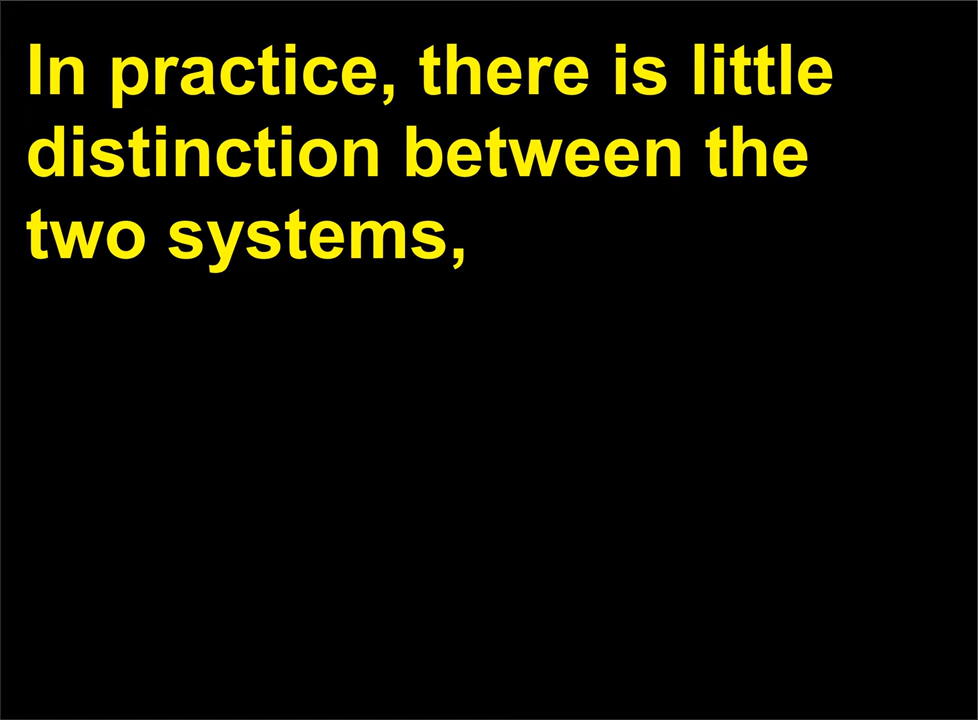 In practice, there is little
distinction between the
two systems,